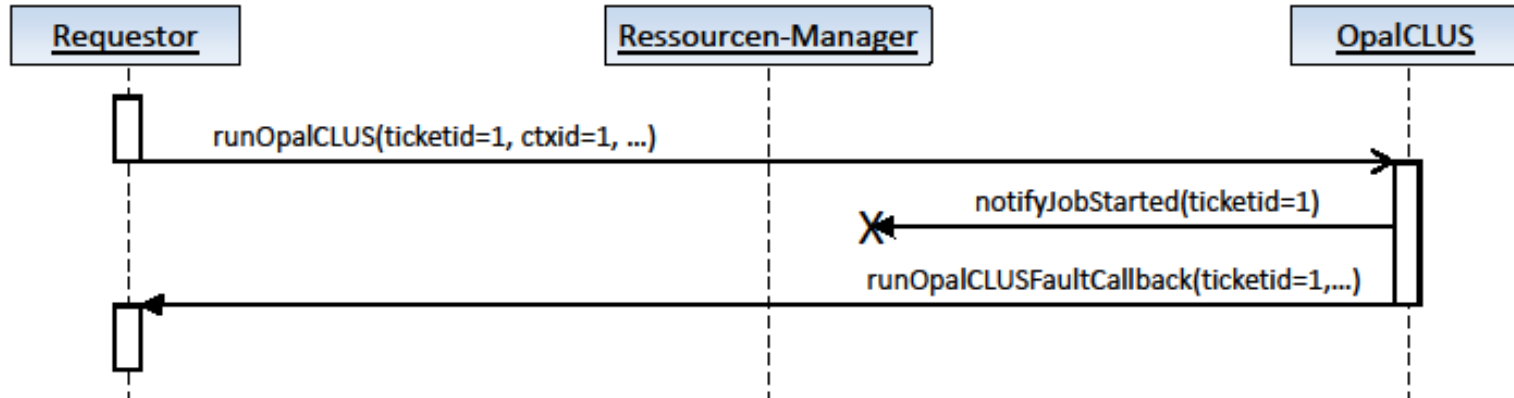 Requestor
Ressourcen-Manager
OpalCLUS
runOpalCLUS(ticketid=1, ctxid=1, ...)
notifyJobStarted(ticketid=1)
X
runOpalCLUSFaultCallback(ticketid=1,...)